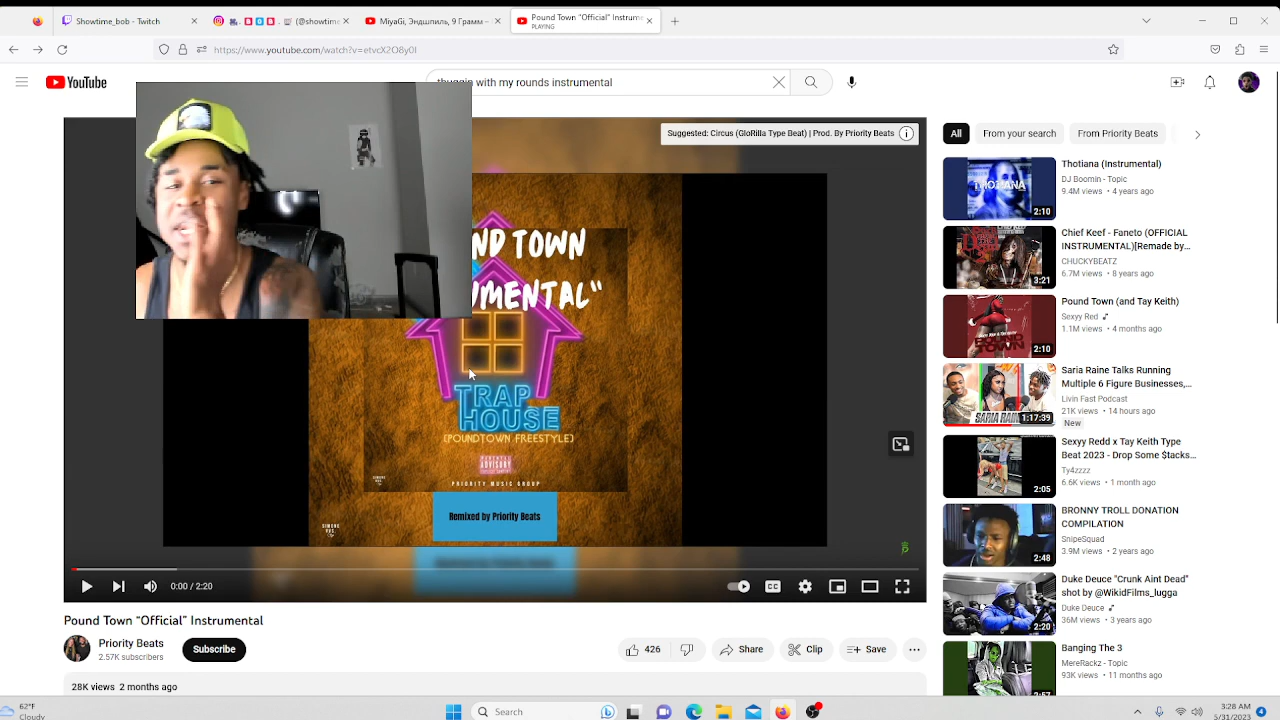 Showtime_bob - Twitch
MiyaGi, Эндшпиль, 9 Грамм –
Pound Town "Official" Instrume
PLAYING
https://www.youtube.com/watch?v=etvcX2O8y0I
YouTube
thuggin with my rounds instrumental
Suggested: Circus (GloRilla Type Beat) | Prod. By Priority Beats
TOWN
TRAP
HOUSE
(POUNDTOWN FREESTYLE)
ADVISORY
PRIORITY MUSIC GROUP
Remixed by Priority Beats
0:00 / 2:20
CC
Pound Town "Official" Instrumental
Priority Beats
2.57K subscribers
Subscribe
426
Share
Clip
Save
28K views 2 months ago
All
From your search
From Priority Beats
THOTIANA
2:10
Thotiana (Instrumental)
DJ Boomin - Topic
9.4M views • 4 years ago
3:21
Chief Keef - Faneto (OFFICIAL
INSTRUMENTAL)[Remade by...
CHUCKYBEATZ
6.7M views • 8 years ago
POUND
TOWN
2:10
Pound Town (and Tay Keith)
Sexyy Red
1.1M views • 4 months ago
SARIA RAINE
1:17:39
Saria Raine Talks Running
Multiple 6 Figure Businesses,...
Livin Fast Podcast
21K views • 14 hours ago
New
2:05
Sexyy Redd x Tay Keith Type
Beat 2023 - Drop Some $tacks...
Ty4zzzz
6.6K views • 1 month ago
2:48
BRONNY TROLL DONATION
COMPILATION
SnipeSquad
3.9M views • 2 years ago
2:20
Duke Deuce "Crunk Aint Dead"
shot by @WikidFilms_lugga
Duke Deuce
36M views • 3 years ago
Banging The 3
MereRackz - Topic
93K views • 11 months ago
62°F
Cloudy
Search
3:28 AM
5/31/2023
4